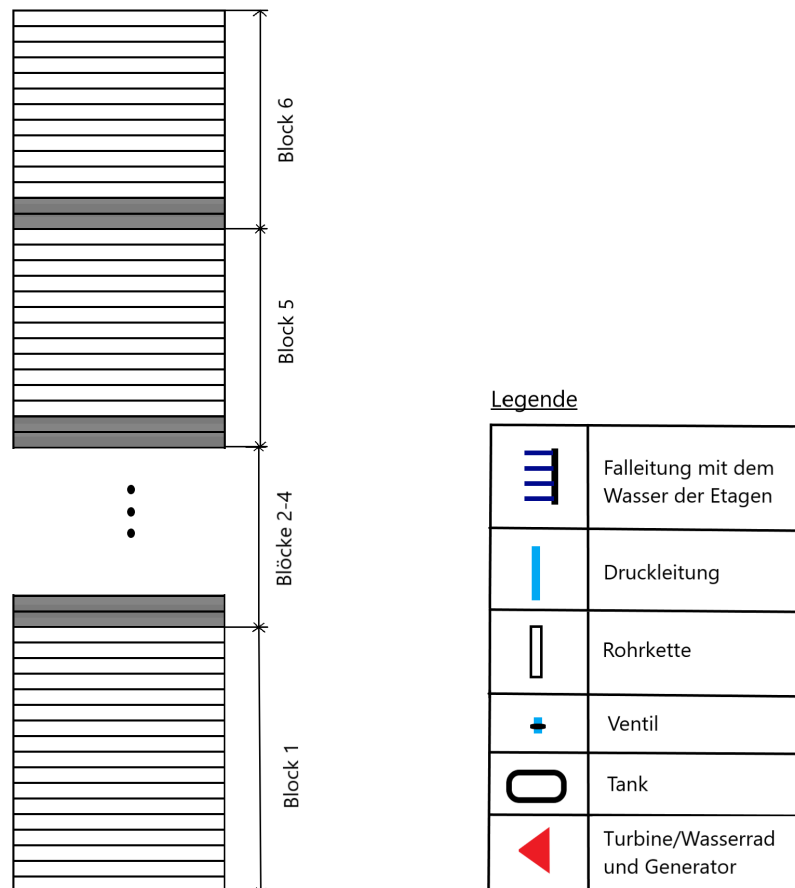 Block 6
Block 5
Blöcke 2-4
Block 1
Legende
Falleitung mit dem
Wasser der Etagen
Druckleitung
Rohrkette
Ventil
Tank
Turbine/Wasserrad
und Generator